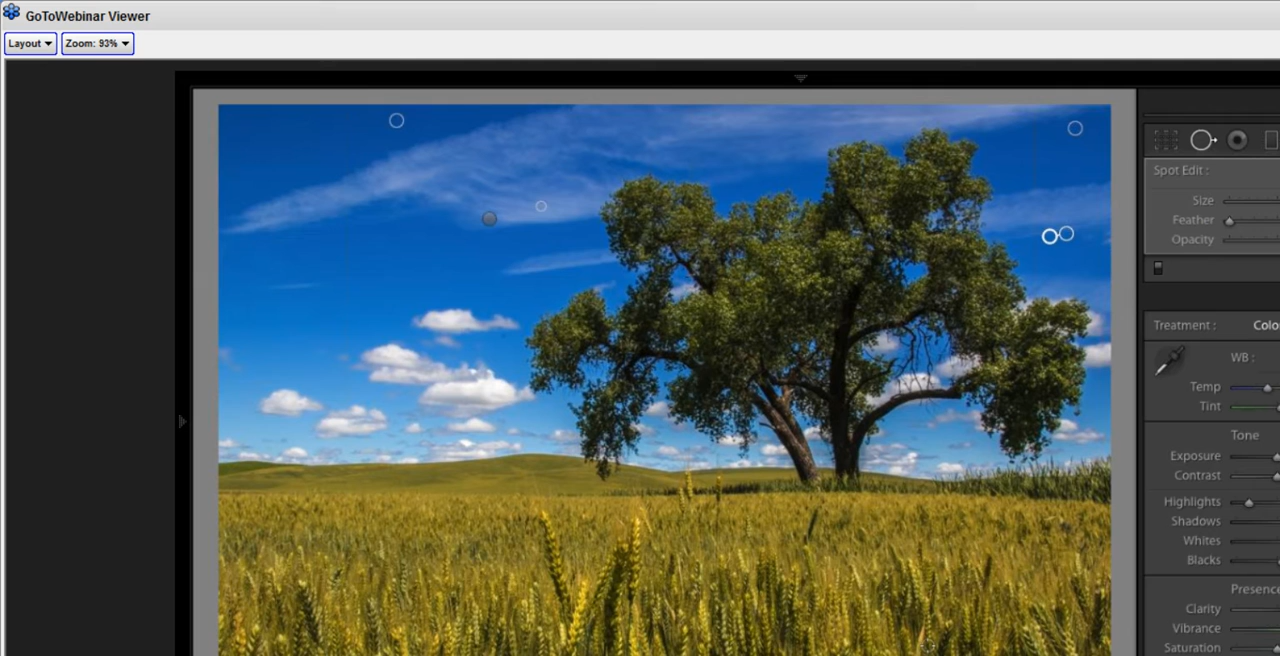 GoToWebinar Viewer
Layout
Zoom: 93%
Spot Edit :
Size
Feather
Opacity
Treatment :
Colo
WB :
Temp
Tint
Tone
Exposure
Contrast
Highlights
Shadows
Whites
Blacks
Presence
Clarity
Vibrance
Saturation